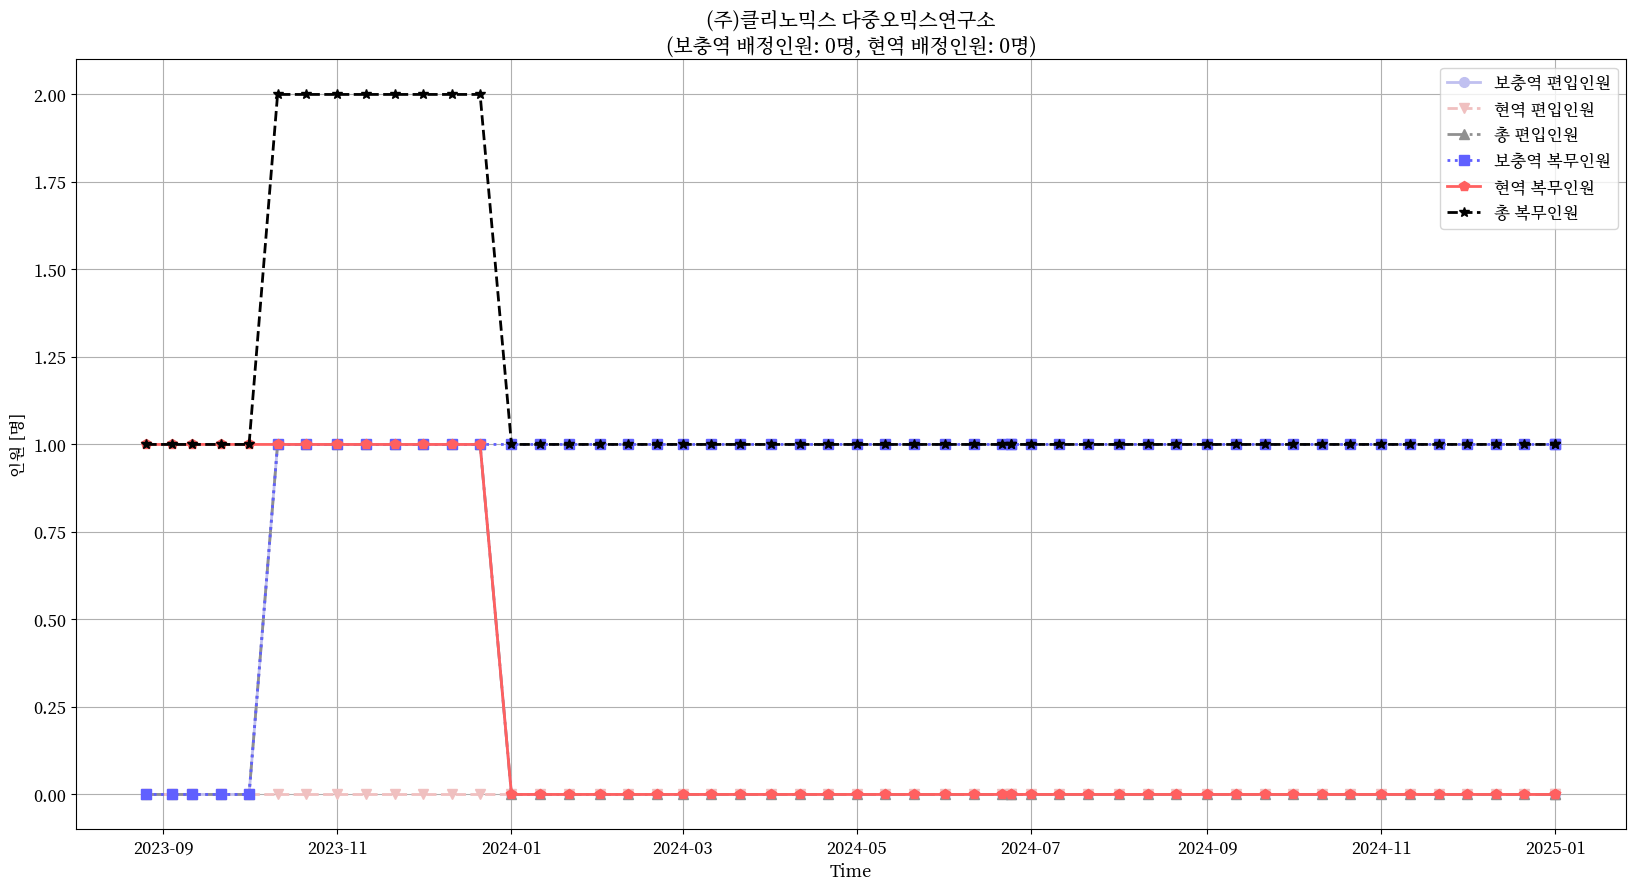 (주)클리노믹스 다중오믹스연구소
(보충역 배정인원: 0명, 현역 배정인원: 0명)
보충역 편입인원
현역 편입인원
총 편입인원
보충역 복무인원
현역 복무인원
총 복무인원
2.00
1.75
1.50
1.25
1.00
0.75
0.50
0.25
0.00
인원 [명]
2023-09
2023-11
2024-01
2024-03
2024-05
2024-07
2024-09
2024-11
2025-01
Time